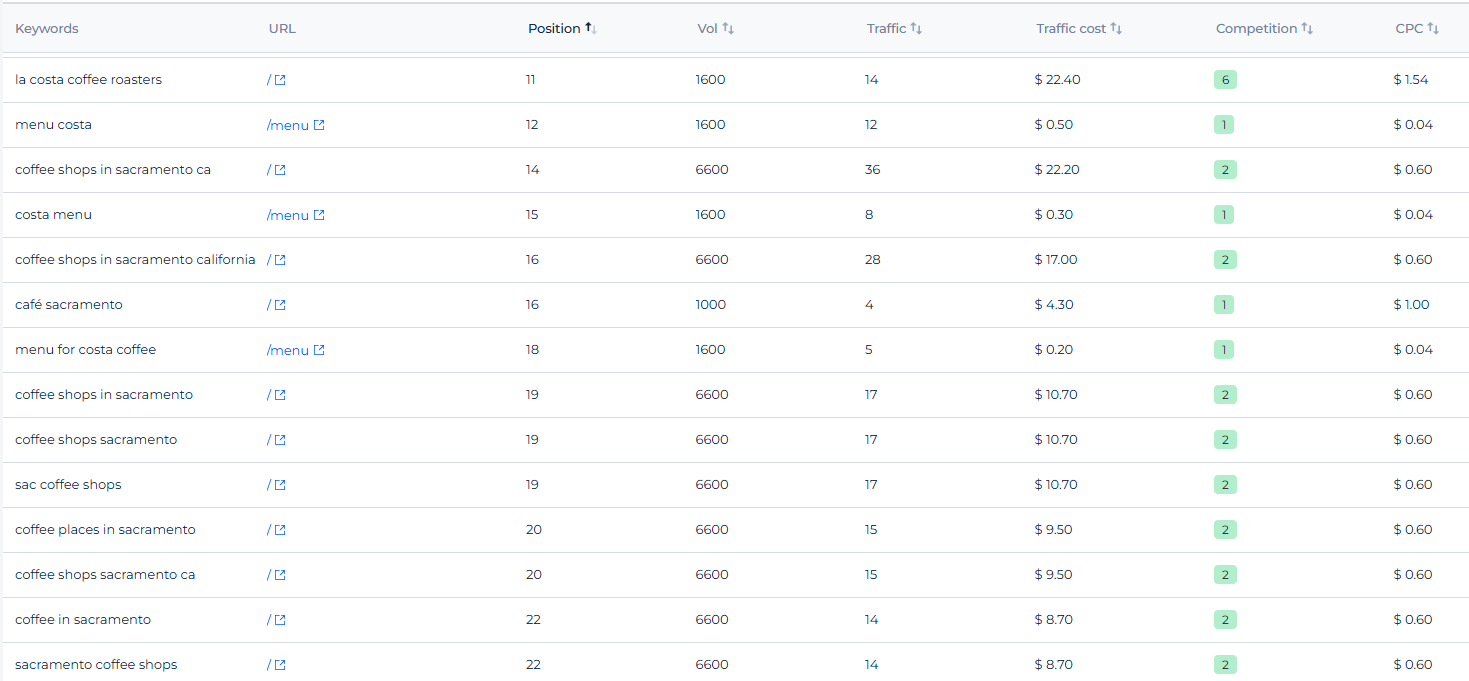 Keywords URL Position Vol Traffic Traffic cost Competition CPC
la costa coffee roasters / 11 1600 14 $ 22.40 6 $ 1.54
menu costa /menu 12 1600 12 $ 0.50 1 $ 0.04
coffee shops in sacramento ca / 14 6600 36 $ 22.20 2 $ 0.60
costa menu /menu 15 1600 8 $ 0.30 1 $ 0.04
coffee shops in sacramento california / 16 6600 28 $ 17.00 2 $ 0.60
café sacramento / 16 1000 4 $ 4.30 1 $ 1.00
menu for costa coffee /menu 18 1600 5 $ 0.20 1 $ 0.04
coffee shops in sacramento / 19 6600 17 $ 10.70 2 $ 0.60
coffee shops sacramento / 19 6600 17 $ 10.70 2 $ 0.60
sac coffee shops / 19 6600 17 $ 10.70 2 $ 0.60
coffee places in sacramento / 20 6600 15 $ 9.50 2 $ 0.60
coffee shops sacramento ca / 20 6600 15 $ 9.50 2 $ 0.60
coffee in sacramento / 22 6600 14 $ 8.70 2 $ 0.60
sacramento coffee shops / 22 6600 14 $ 8.70 2 $ 0.60